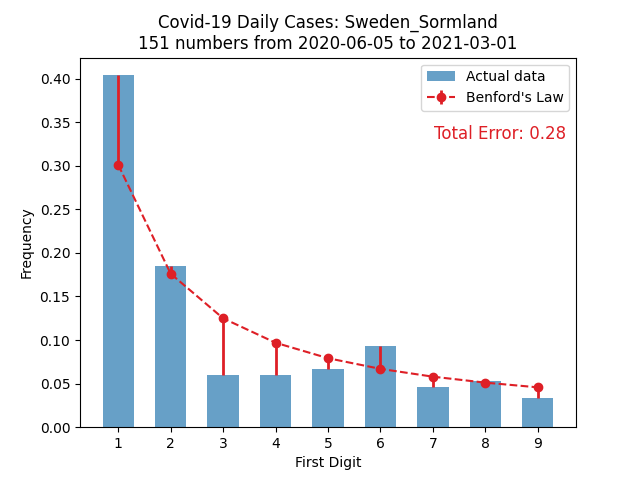 Covid-19 Daily Cases: Sweden_Sormland
151 numbers from 2020-06-05 to 2021-03-01
Actual data
Benford's Law
Total Error: 0.28
Frequency
0.40
0.35
0.30
0.25
0.20
0.15
0.10
0.05
0.00
1 2 3 4 5 6 7 8 9
First Digit